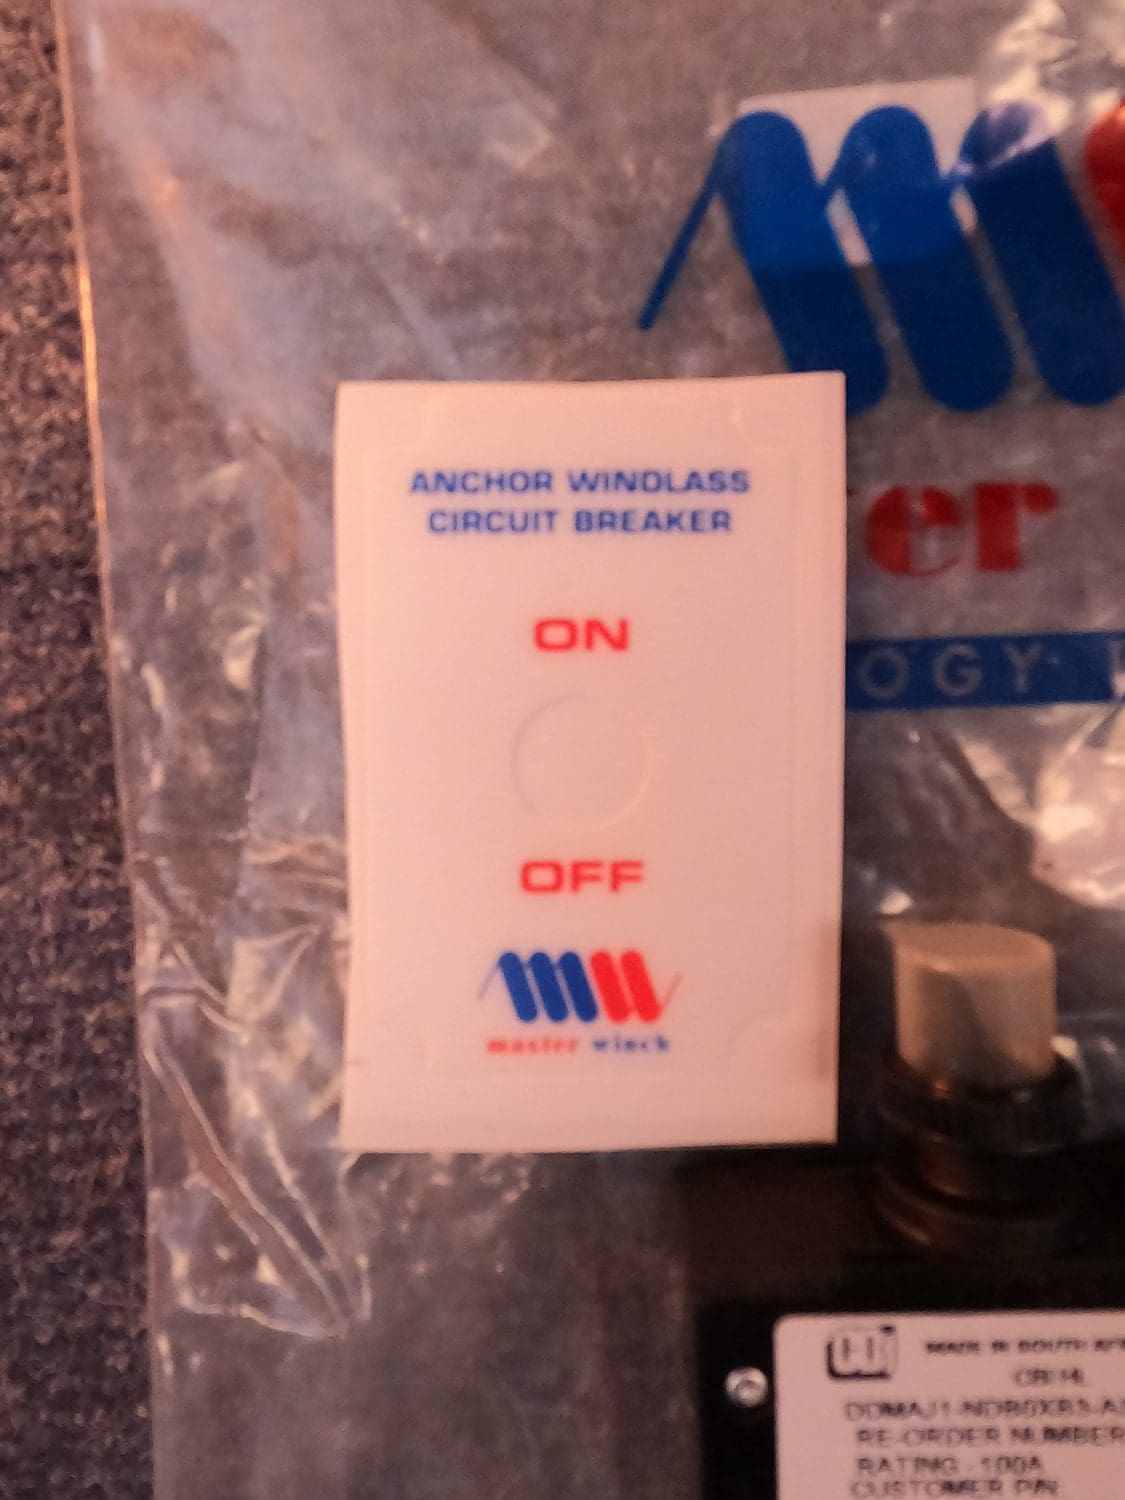 ANCHOR WINDLASS
CIRCUIT BREAKER
ON
OFF
master winch
er
OGY
MADE IN SOUTH
RE-ORDER NUMBER
RATING - 100A
CUSTOMER P/N